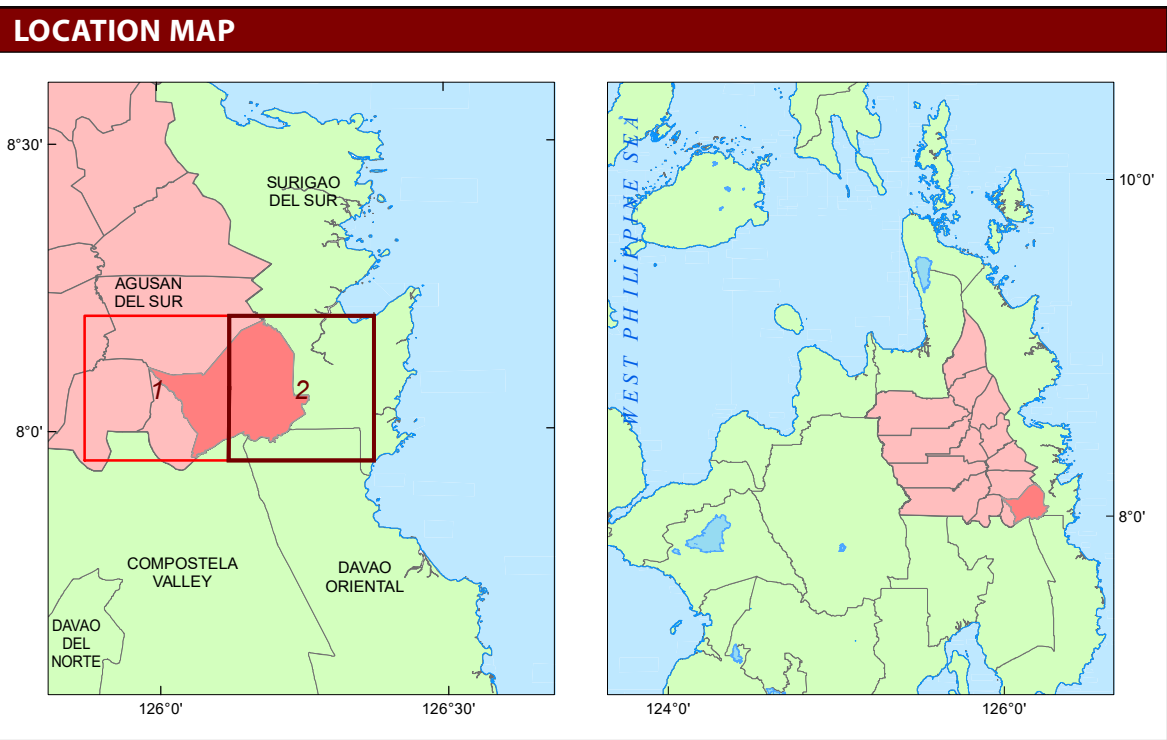 LOCATION MAP
8°30'
SURIGAO
DEL SUR
AGUSAN
DEL SUR
1
2
8°0'
COMPOSTELA
VALLEY
DAVAO
ORIENTAL
DAVAO
DEL
NORTE
126°0'
126°30'
WEST PHILIPPINE SEA
10°0'
8°0'
124°0'
126°0'